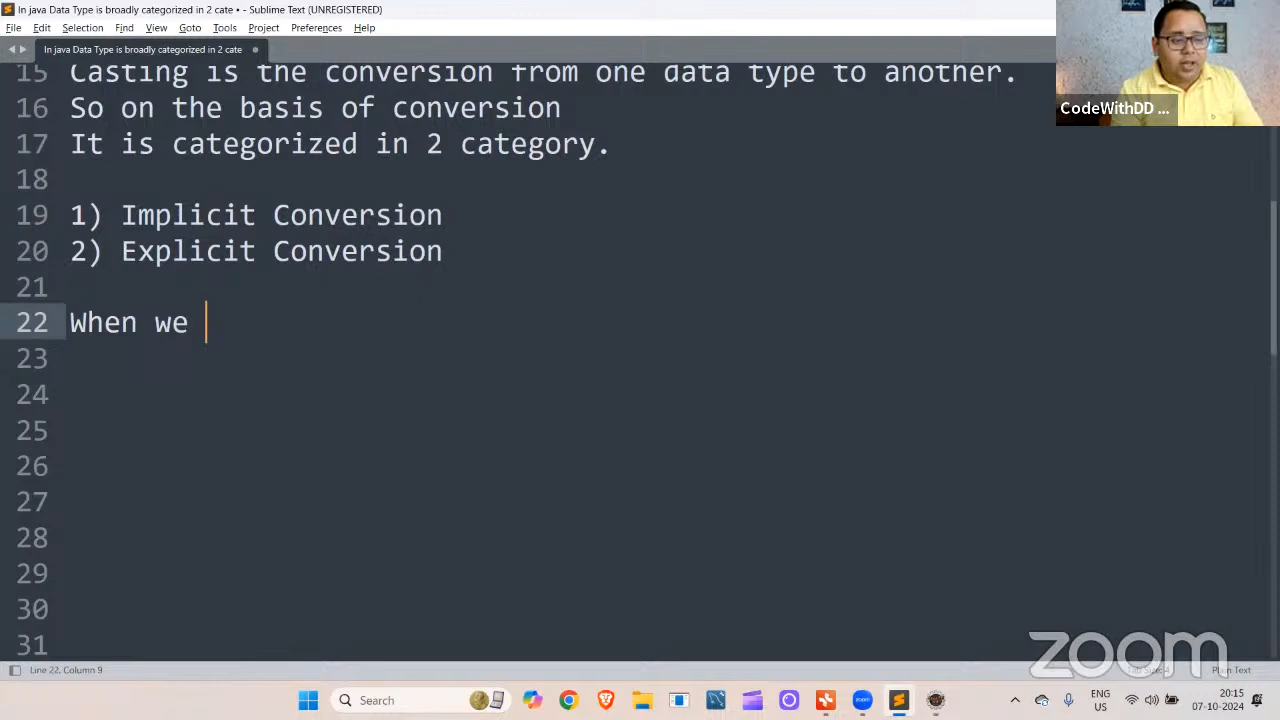 In java Data Type is broadly categorized in 2 cate • - Sublime Text (UNREGISTERED)
File Edit Selection Find View Goto Tools Project Preferences Help
In java Data Type is broadly categorized in 2 cate
15 Casting is the conversion from one data type to another.
16 So on the basis of conversion
17 It is categorized in 2 category.
18
19 1) Implicit Conversion
20 2) Explicit Conversion
21
22 When we
23
24
25
26
27
28
29
30
31
CodeWithDD ...
zoom
Line 22, Column 9
Tab Size: 4
Plain Text
Search
ENG
US
20:15
07-10-2024